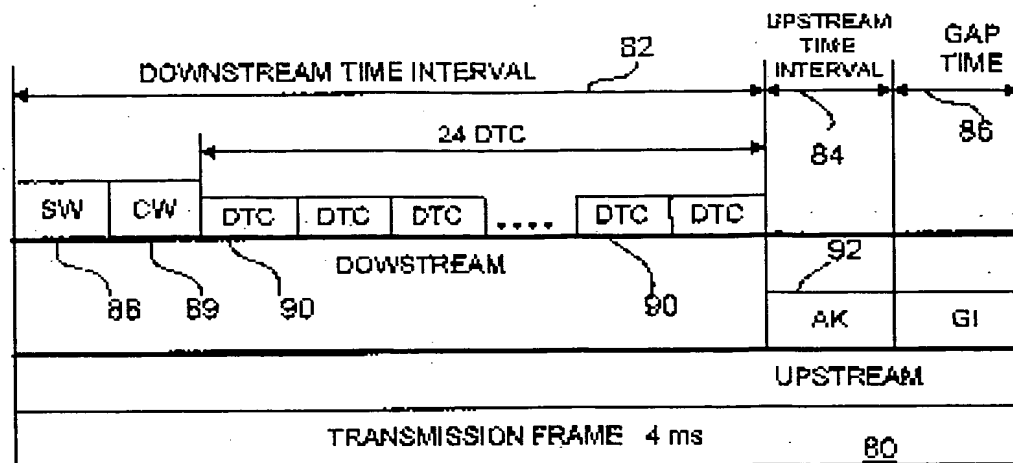 DOWNSTREAM TIME INTERVAL
82
UPSTREAM
TIME
INTERVAL
GAP
TIME
24 DTC
84
86
SW CW DTC DTC DTC .... DTC DTC
DOWSTREAM
92
88 89 90 90
AK GI
UPSTREAM
TRANSMISSION FRAME 4 ms
80